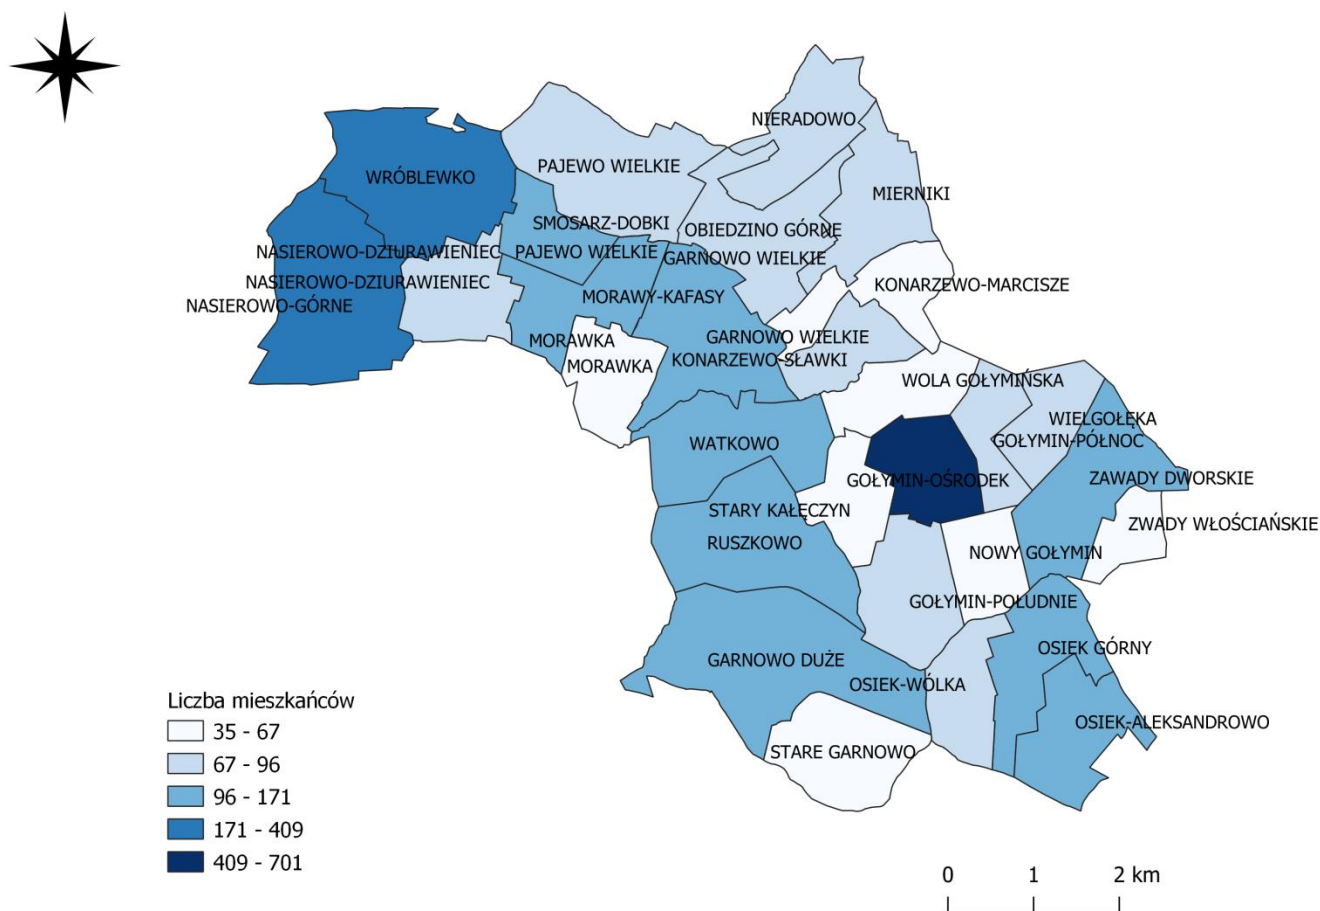 NIERADOWO
PAJEWO WIELKIE
WRÓBLEWKO
MIERNIKI
SMOSARZ-DOBKI
OBIEDZINO GÓRNE
NASIEROWO-DZIURAWIENIEC
PAJEWO WIELKIE
GARNOWO WIELKIE
NASIEROWO-DZIURAWIENIEC
KONARZEWO-MARCISZE
NASIEROWO-GÓRNE
MORAWY-KAFASY
MORAWKA
GARNOWO WIELKIE
MORAWKA
KONARZEWO-SŁAWKI
WOLA GOŁYMIŃSKA
WIELGOŁĘKA
WATKOWO
GOŁYMIN-PÓŁNOC
GOŁYMIN-OŚRODEK
ZAWADY DWORSKIE
STARY KAŁĘCZYN
ZWADY WŁOŚCIAŃSKIE
RUSZKOWO
NOWY GOŁYMIN
GOŁYMIN-POŁUDNIE
OSIEK GÓRNY
GARNOWO DUŻE
OSIEK-WÓLKA
OSIEK-ALEKSANDROWO
STARE GARNOWO
Liczba mieszkańców
35 - 67
67 - 96
96 - 171
171 - 409
409 - 701
0 1 2 km